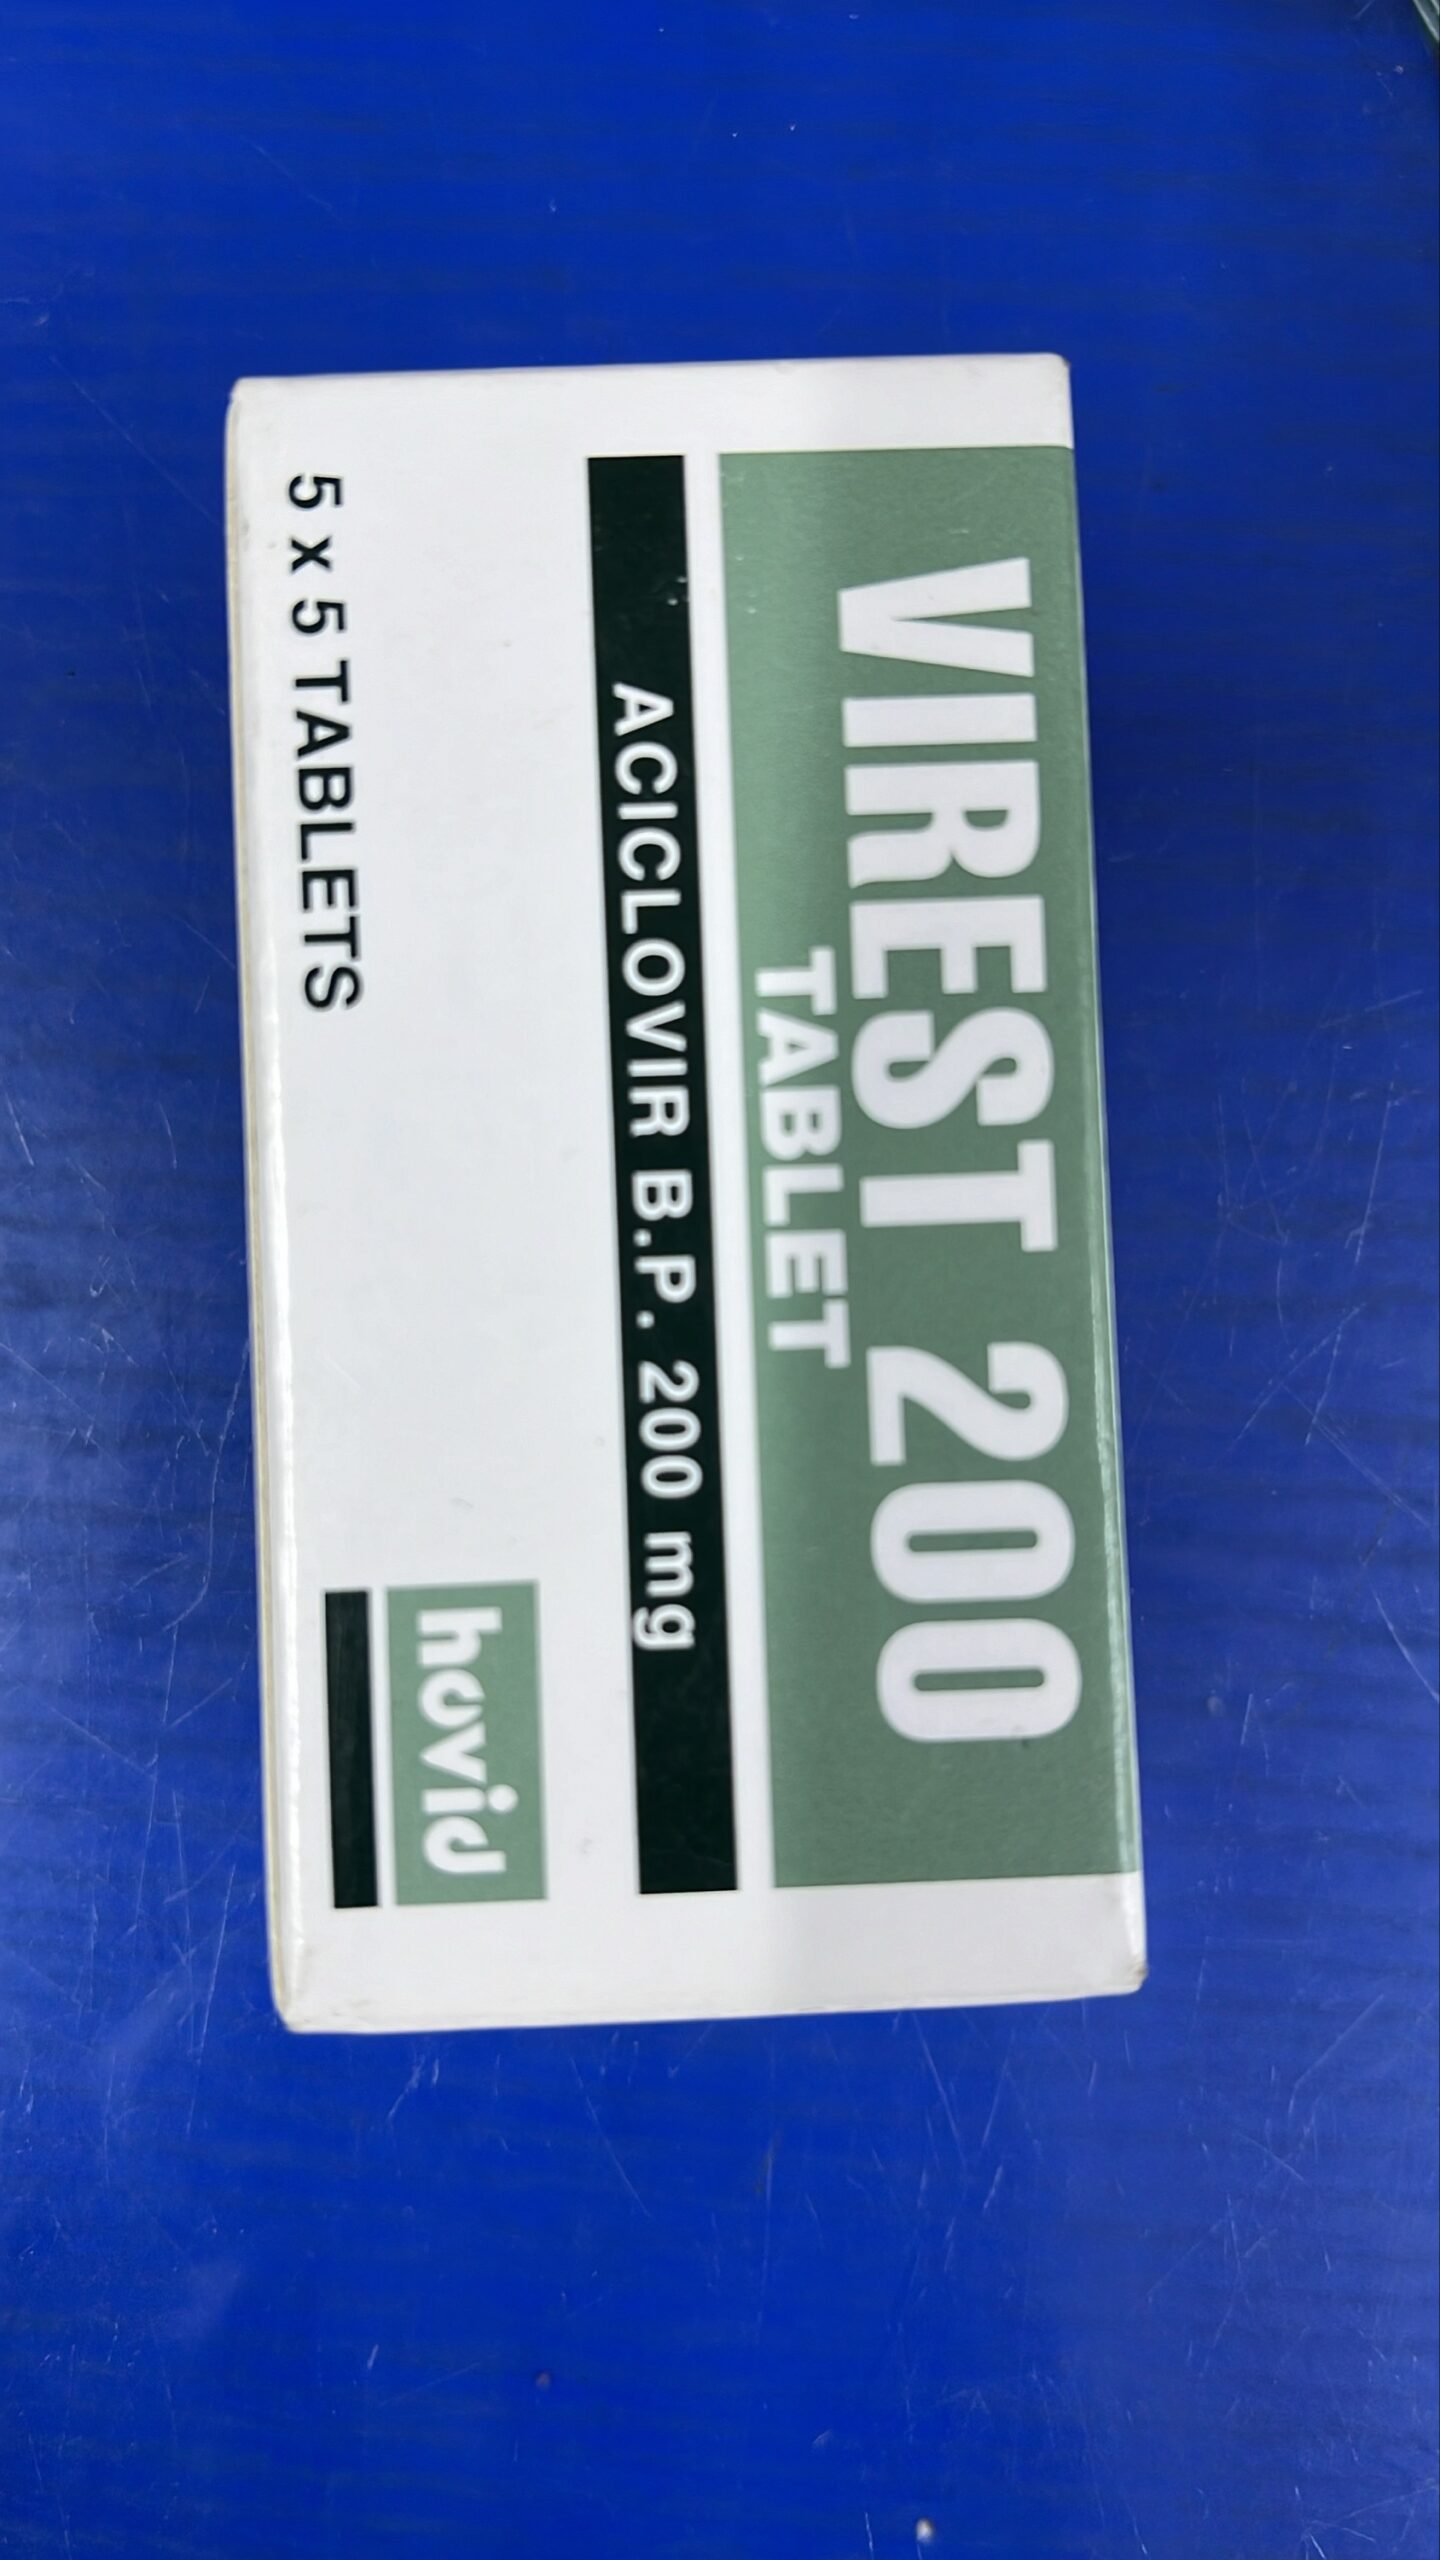 VIREST 200
TABLET
ACICLOVIR B.P. 200 mg
hovid
5 x 5 TABLETS